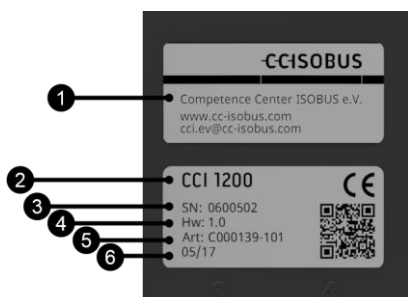 CCISOBUS
1
Competence Center ISOBUS e.V.
www.cc-isobus.com
cci.ev@cc-isobus.com
2
CCI 1200
CE
3
SN: 0600502
4
Hw: 1.0
5
Art: C000139-101
6
05/17